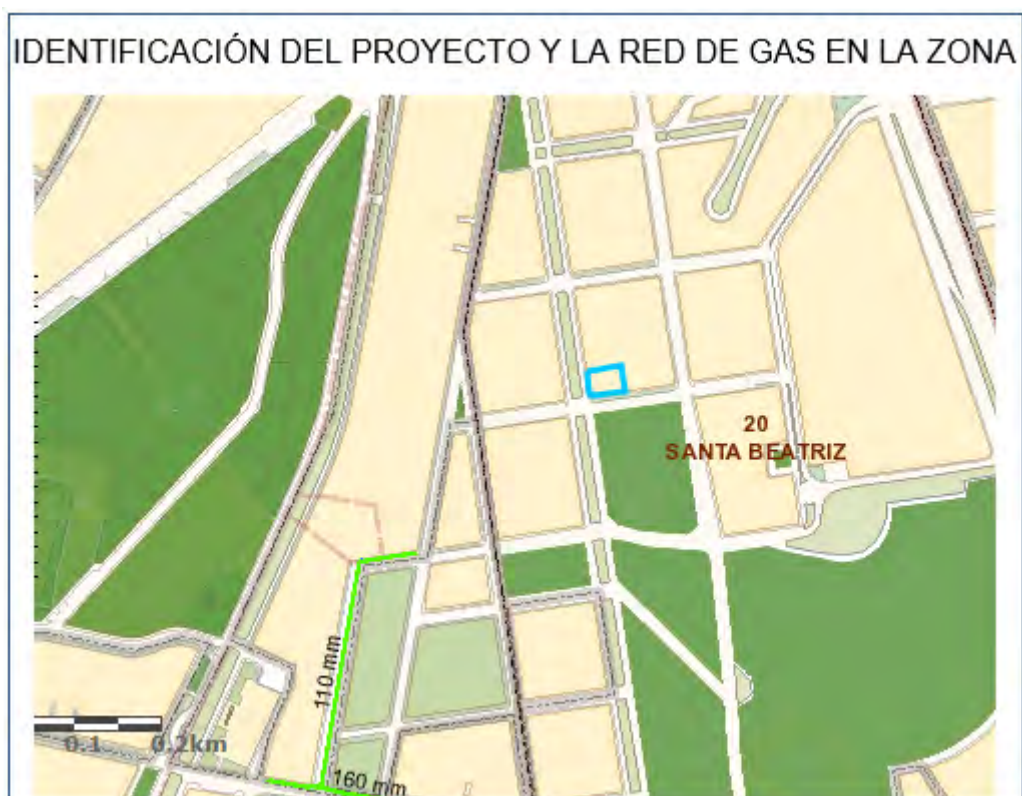 IDENTIFICACIÓN DEL PROYECTO Y LA RED DE GAS EN LA ZONA
20
SANTA BEATRIZ
110 mm
0.1 0.2km
160 mm